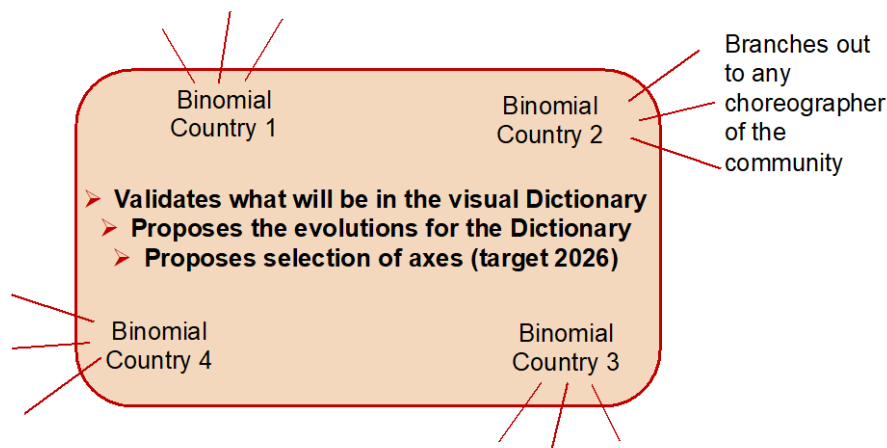 Binomial
Country 1
Binomial
Country 2
Branches out
to any
choreographer
of the
community
Validates what will be in the visual Dictionary
Proposes the evolutions for the Dictionary
Proposes selection of axes (target 2026)
Binomial
Country 4
Binomial
Country 3